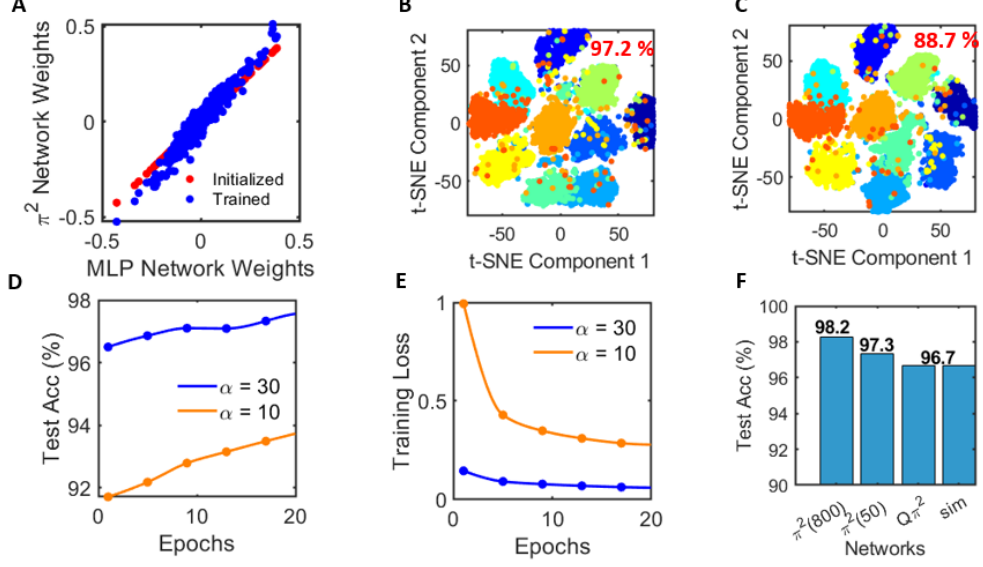 A
0.5
0
-0.5
-0.5
0
0.5
π² Network Weights
MLP Network Weights
Initialized
Trained
B
97.2 %
50
0
-50
-50
0
50
t-SNE Component 2
t-SNE Component 1
C
88.7 %
50
0
-50
-50
0
50
t-SNE Component 2
t-SNE Component 1
D
98
96
94
92
0
10
20
Test Acc (%)
Epochs
α = 30
α = 10
E
1
0.5
0
0
10
20
Training Loss
Epochs
α = 30
α = 10
F
100
98
96
94
92
90
Test Acc (%)
98.2
97.3
96.7
π²(800)
π²(50)
Qπ²
sim
Networks